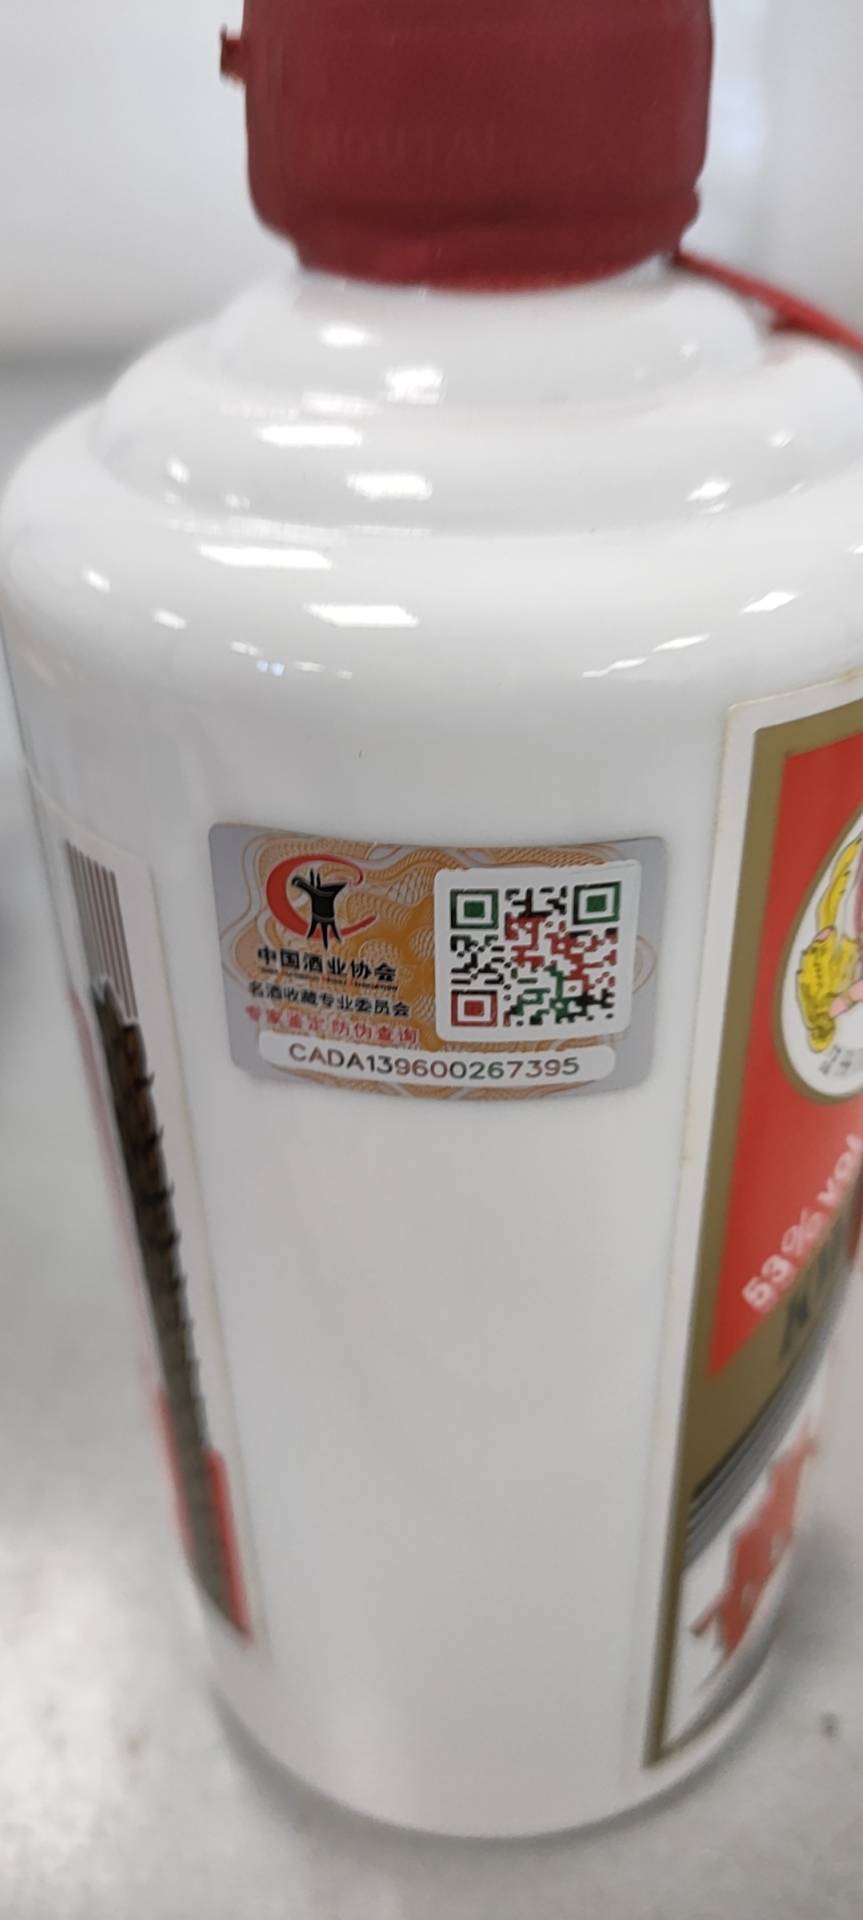 MOUTAI
中国酒业协会
名酒收藏专业委员会
专家鉴定防伪查询
CADA139600267395
53% VOL